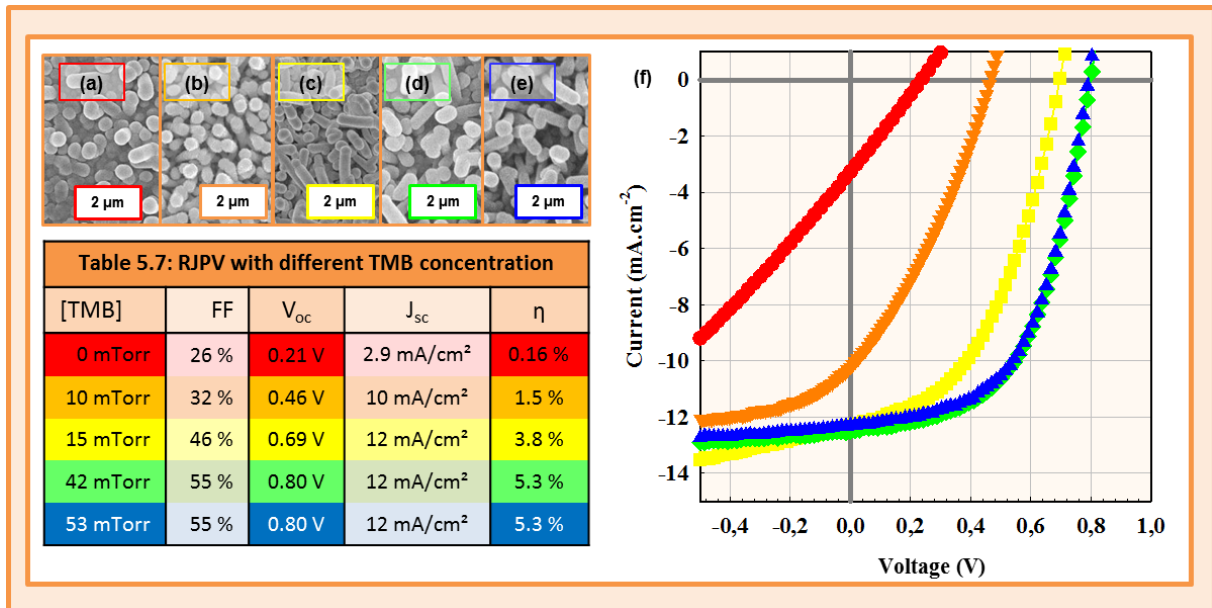 (a) (b) (c) (d) (e)
2 µm 2 µm 2 µm 2 µm 2 µm
Table 5.7: RJPV with different TMB concentration
[TMB] FF Voc Jsc η
0 mTorr 26 % 0.21 V 2.9 mA/cm² 0.16 %
10 mTorr 32 % 0.46 V 10 mA/cm² 1.5 %
15 mTorr 46 % 0.69 V 12 mA/cm² 3.8 %
42 mTorr 55 % 0.80 V 12 mA/cm² 5.3 %
53 mTorr 55 % 0.80 V 12 mA/cm² 5.3 %
(f)
Current (mA.cm⁻²)
0
-2
-4
-6
-8
-10
-12
-14
-0,4 -0,2 0,0 0,2 0,4 0,6 0,8 1,0
Voltage (V)